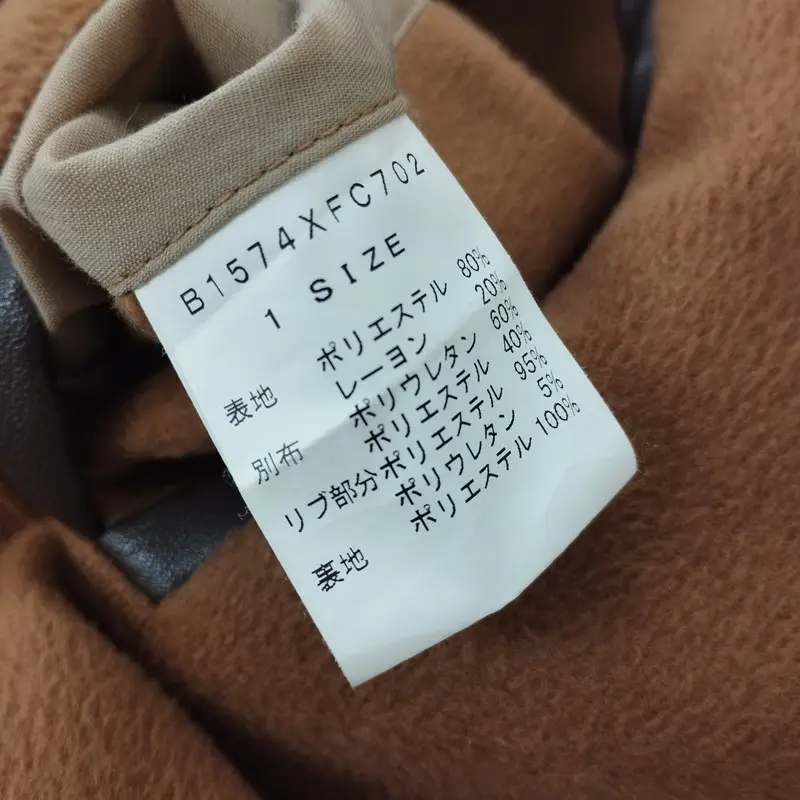 B1574XFC702
1 SIZE
表地 ポリエステル 80%
レーヨン 20%
別布 ポリウレタン 60%
ポリエステル 40%
リブ部分 ポリエステル 95%
ポリウレタン 5%
裏地 ポリエステル 100%